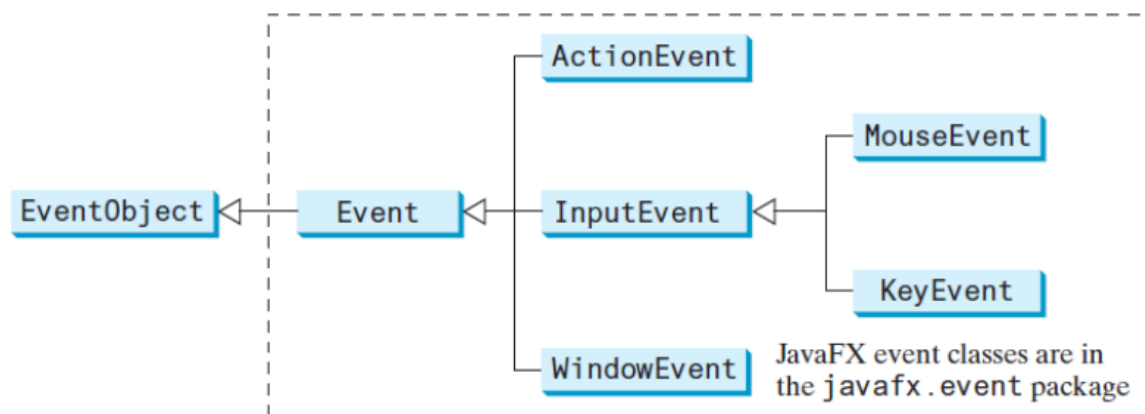 ActionEvent
MouseEvent
EventObject
Event
InputEvent
KeyEvent
WindowEvent
JavaFX event classes are in
the javafx.event package